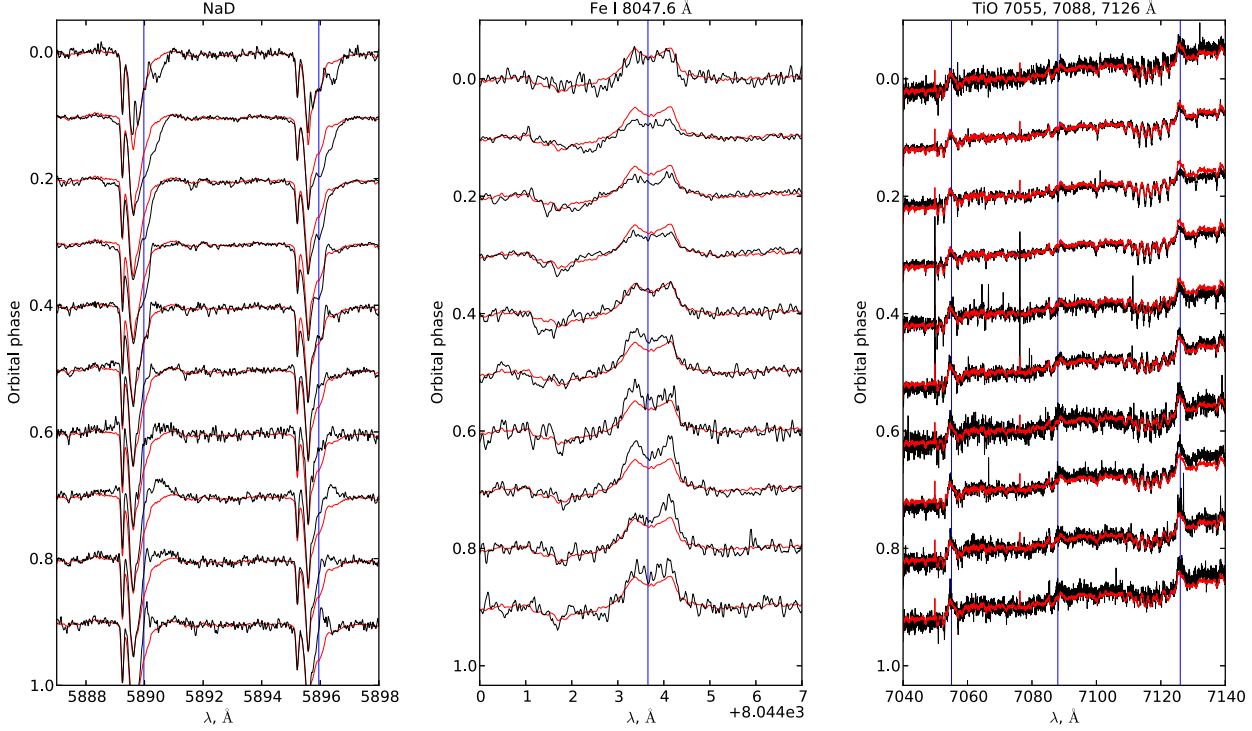 NaD
Fe I 8047.6 Å
TiO 7055, 7088, 7126 Å
Orbital phase
0.0
0.2
0.4
0.6
0.8
1.0
5888 5890 5892 5894 5896 5898
λ, Å
Orbital phase
0.0
0.2
0.4
0.6
0.8
1.0
0 1 2 3 4 5 6 7
λ, Å
+8.044e3
Orbital phase
0.0
0.2
0.4
0.6
0.8
1.0
7040 7060 7080 7100 7120 7140
λ, Å